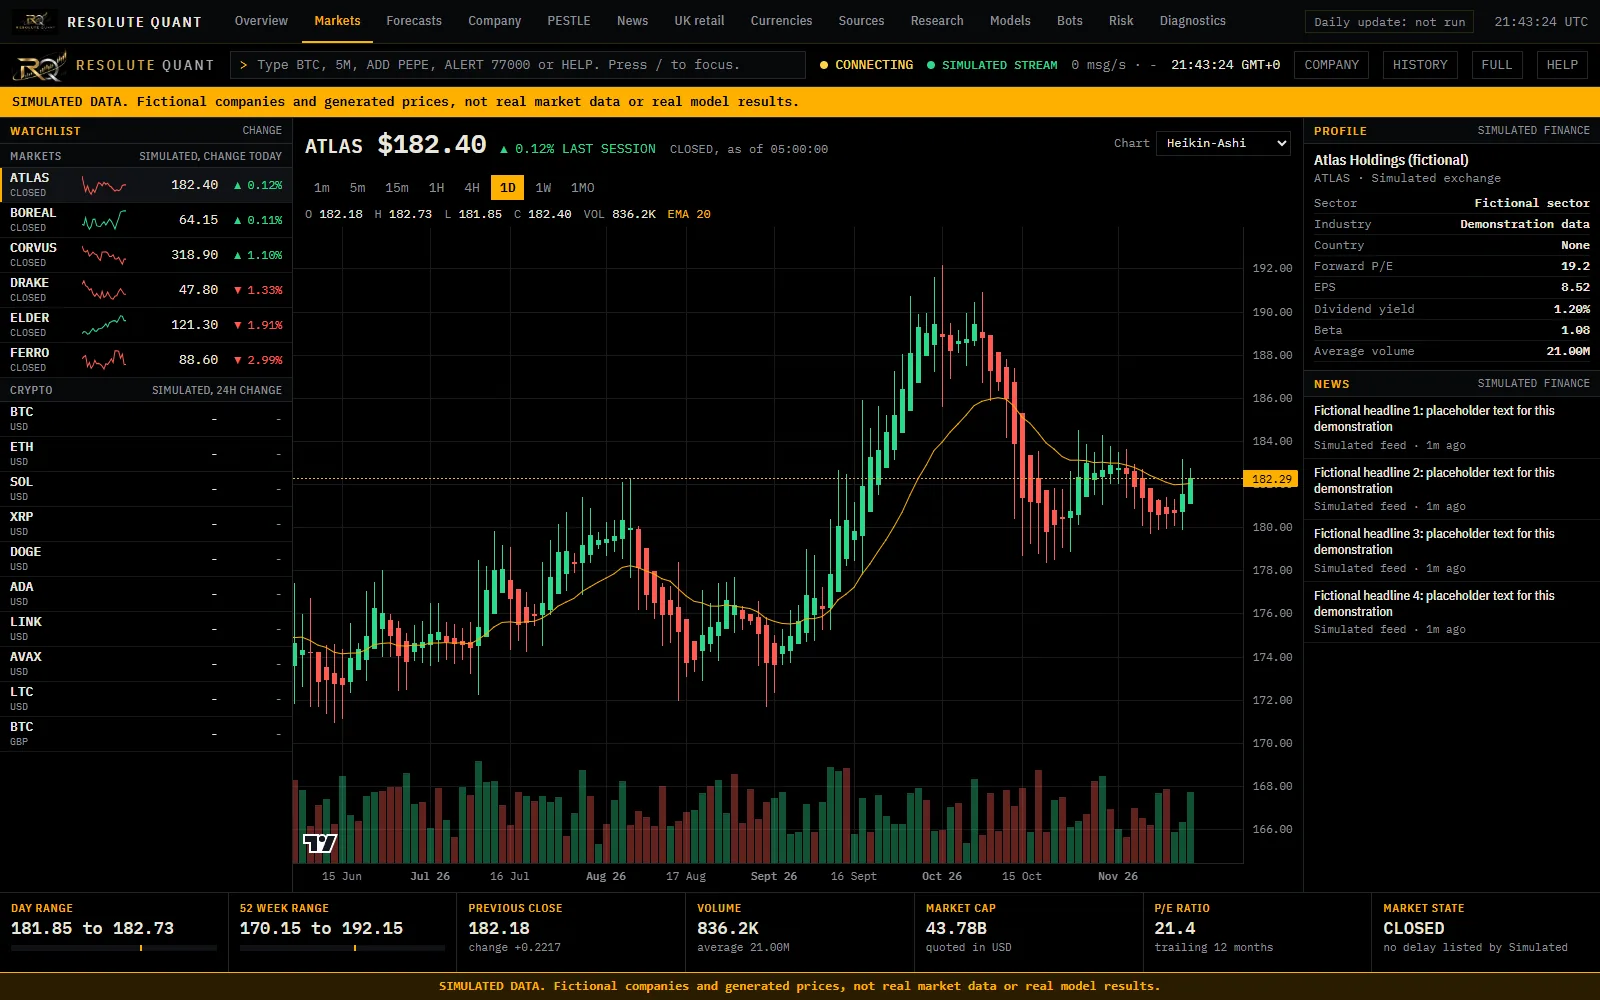 RESOLUTE QUANT Overview Markets Forecasts Company PESTLE News UK retail Currencies Sources Research Models Bots Risk Diagnostics Daily update: not run 21:43:24 UTC
RQ RESOLUTE QUANT > Type BTC, 5M, ADD PEPE, ALERT 77000 or HELP. Press / to focus. CONNECTING SIMULATED STREAM 0 msg/s · - 21:43:24 GMT+0 COMPANY HISTORY FULL HELP
SIMULATED DATA. Fictional companies and generated prices, not real market data or real model results.
WATCHLIST CHANGE
MARKETS SIMULATED, CHANGE TODAY
ATLAS 182.40 ▲ 0.12%
CLOSED
BOREAL 64.15 ▲ 0.11%
CLOSED
CORVUS 318.90 ▲ 1.10%
CLOSED
DRAKE 47.80 ▼ 1.33%
CLOSED
ELDER 121.30 ▼ 1.91%
CLOSED
FERRO 88.60 ▼ 2.99%
CLOSED
CRYPTO SIMULATED, 24H CHANGE
BTC - -
USD
ETH - -
USD
SOL - -
USD
XRP - -
USD
DOGE - -
USD
ADA - -
USD
LINK - -
USD
AVAX - -
USD
LTC - -
USD
BTC - -
GBP
ATLAS $182.40 ▲ 0.12% LAST SESSION CLOSED, as of 05:00:00 Chart Heikin-Ashi
1m 5m 15m 1H 4H 1D 1W 1MO
O 182.18 H 182.73 L 181.85 C 182.40 VOL 836.2K EMA 20
192.00
190.00
188.00
186.00
184.00
182.29
180.00
178.00
176.00
174.00
172.00
170.00
168.00
166.00
15 Jun Jul 26 16 Jul Aug 26 17 Aug Sept 26 16 Sept Oct 26 15 Oct Nov 26
PROFILE SIMULATED FINANCE
Atlas Holdings (fictional)
ATLAS · Simulated exchange
Sector Fictional sector
Industry Demonstration data
Country None
Forward P/E 19.2
EPS 8.52
Dividend yield 1.20%
Beta 1.08
Average volume 21.00M
NEWS SIMULATED FINANCE
Fictional headline 1: placeholder text for this
demonstration
Simulated feed · 1m ago
Fictional headline 2: placeholder text for this
demonstration
Simulated feed · 1m ago
Fictional headline 3: placeholder text for this
demonstration
Simulated feed · 1m ago
Fictional headline 4: placeholder text for this
demonstration
Simulated feed · 1m ago
DAY RANGE
181.85 to 182.73
52 WEEK RANGE
170.15 to 192.15
PREVIOUS CLOSE
182.18
change +0.2217
VOLUME
836.2K
average 21.00M
MARKET CAP
43.78B
quoted in USD
P/E RATIO
21.4
trailing 12 months
MARKET STATE
CLOSED
no delay listed by Simulated
SIMULATED DATA. Fictional companies and generated prices, not real market data or real model results.